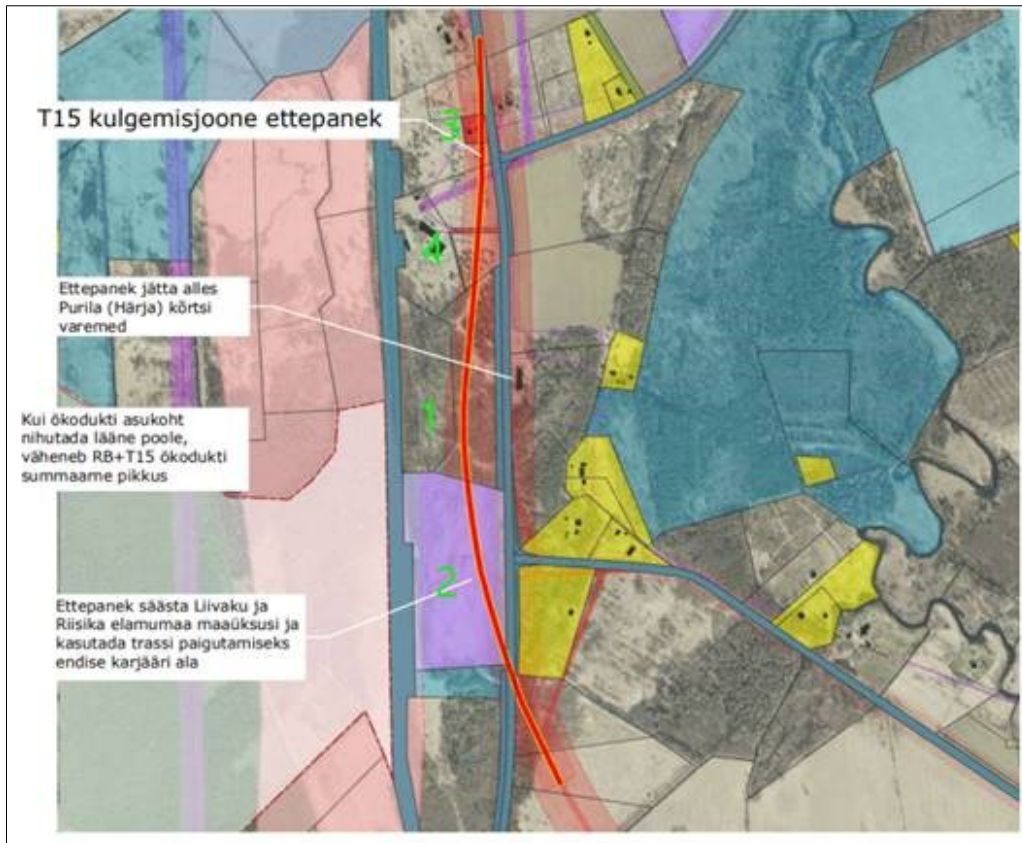 T15 kulgemisjoone ettepanek
3
4
Ettepanek jätta alles
Purila (Härja) kõrtsi
varemed
1
Kui ökodukti asukoht
nihutada lääne poole,
väheneb RB+T15 ökodukti
summaarne pikkus
2
Ettepanek säästa Liivaku ja
Riisika elamumaa maaüksusi ja
kasutada trassi paigutamiseks
endise karjääri ala